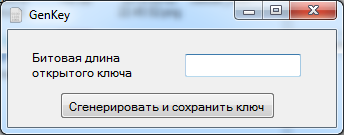 GenKey
Битовая длина
открытого ключа
Сгенерировать и сохранить ключ